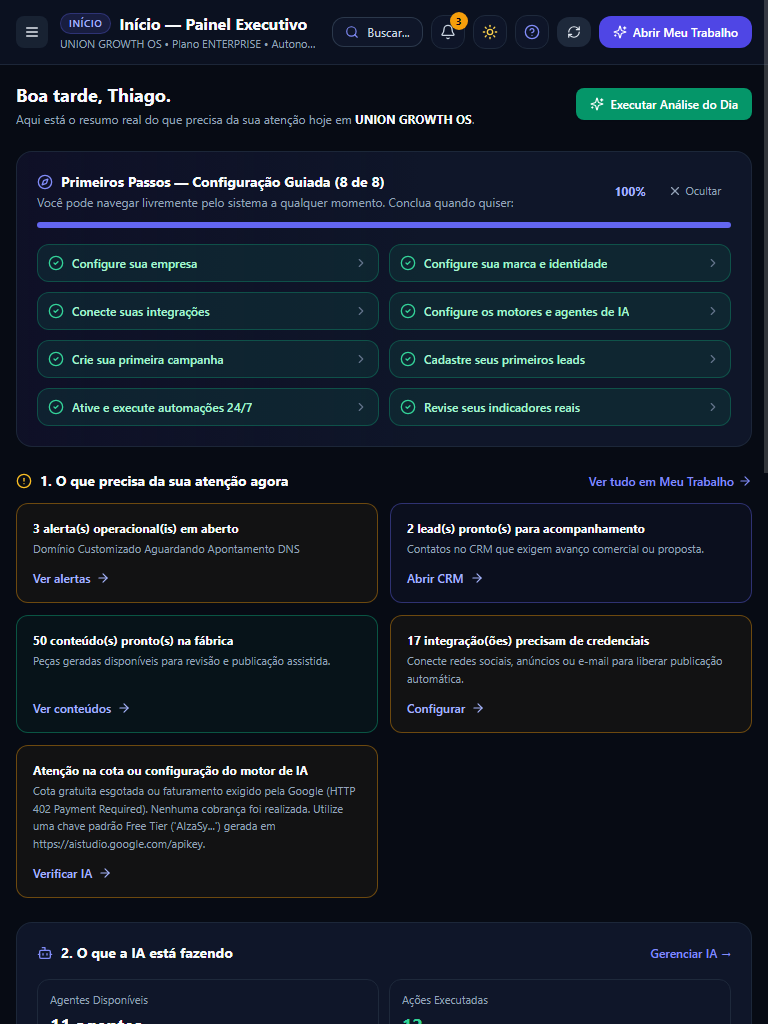 INÍCIO
Início — Painel Executivo
UNION GROWTH OS • Plano ENTERPRISE • Autono...
Buscar...
3
Abrir Meu Trabalho
Boa tarde, Thiago.
Aqui está o resumo real do que precisa da sua atenção hoje em UNION GROWTH OS.
Executar Análise do Dia
Primeiros Passos — Configuração Guiada (8 de 8)
Você pode navegar livremente pelo sistema a qualquer momento. Conclua quando quiser:
100%
Ocultar
Configure sua empresa
Configure sua marca e identidade
Conecte suas integrações
Configure os motores e agentes de IA
Crie sua primeira campanha
Cadastre seus primeiros leads
Ative e execute automações 24/7
Revise seus indicadores reais
1. O que precisa da sua atenção agora
Ver tudo em Meu Trabalho →
3 alerta(s) operacional(is) em aberto
Domínio Customizado Aguardando Apontamento DNS
Ver alertas →
2 lead(s) pronto(s) para acompanhamento
Contatos no CRM que exigem avanço comercial ou proposta.
Abrir CRM →
50 conteúdo(s) pronto(s) na fábrica
Peças geradas disponíveis para revisão e publicação assistida.
Ver conteúdos →
17 integração(ões) precisam de credenciais
Conecte redes sociais, anúncios ou e-mail para liberar publicação
automática.
Configurar →
Atenção na cota ou configuração do motor de IA
Cota gratuita esgotada ou faturamento exigido pela Google (HTTP
402 Payment Required). Nenhuma cobrança foi realizada. Utilize
uma chave padrão Free Tier ('AIzaSy...') gerada em
https://aistudio.google.com/apikey.
Verificar IA →
2. O que a IA está fazendo
Gerenciar IA →
Agentes Disponíveis
11 agentes
Ações Executadas